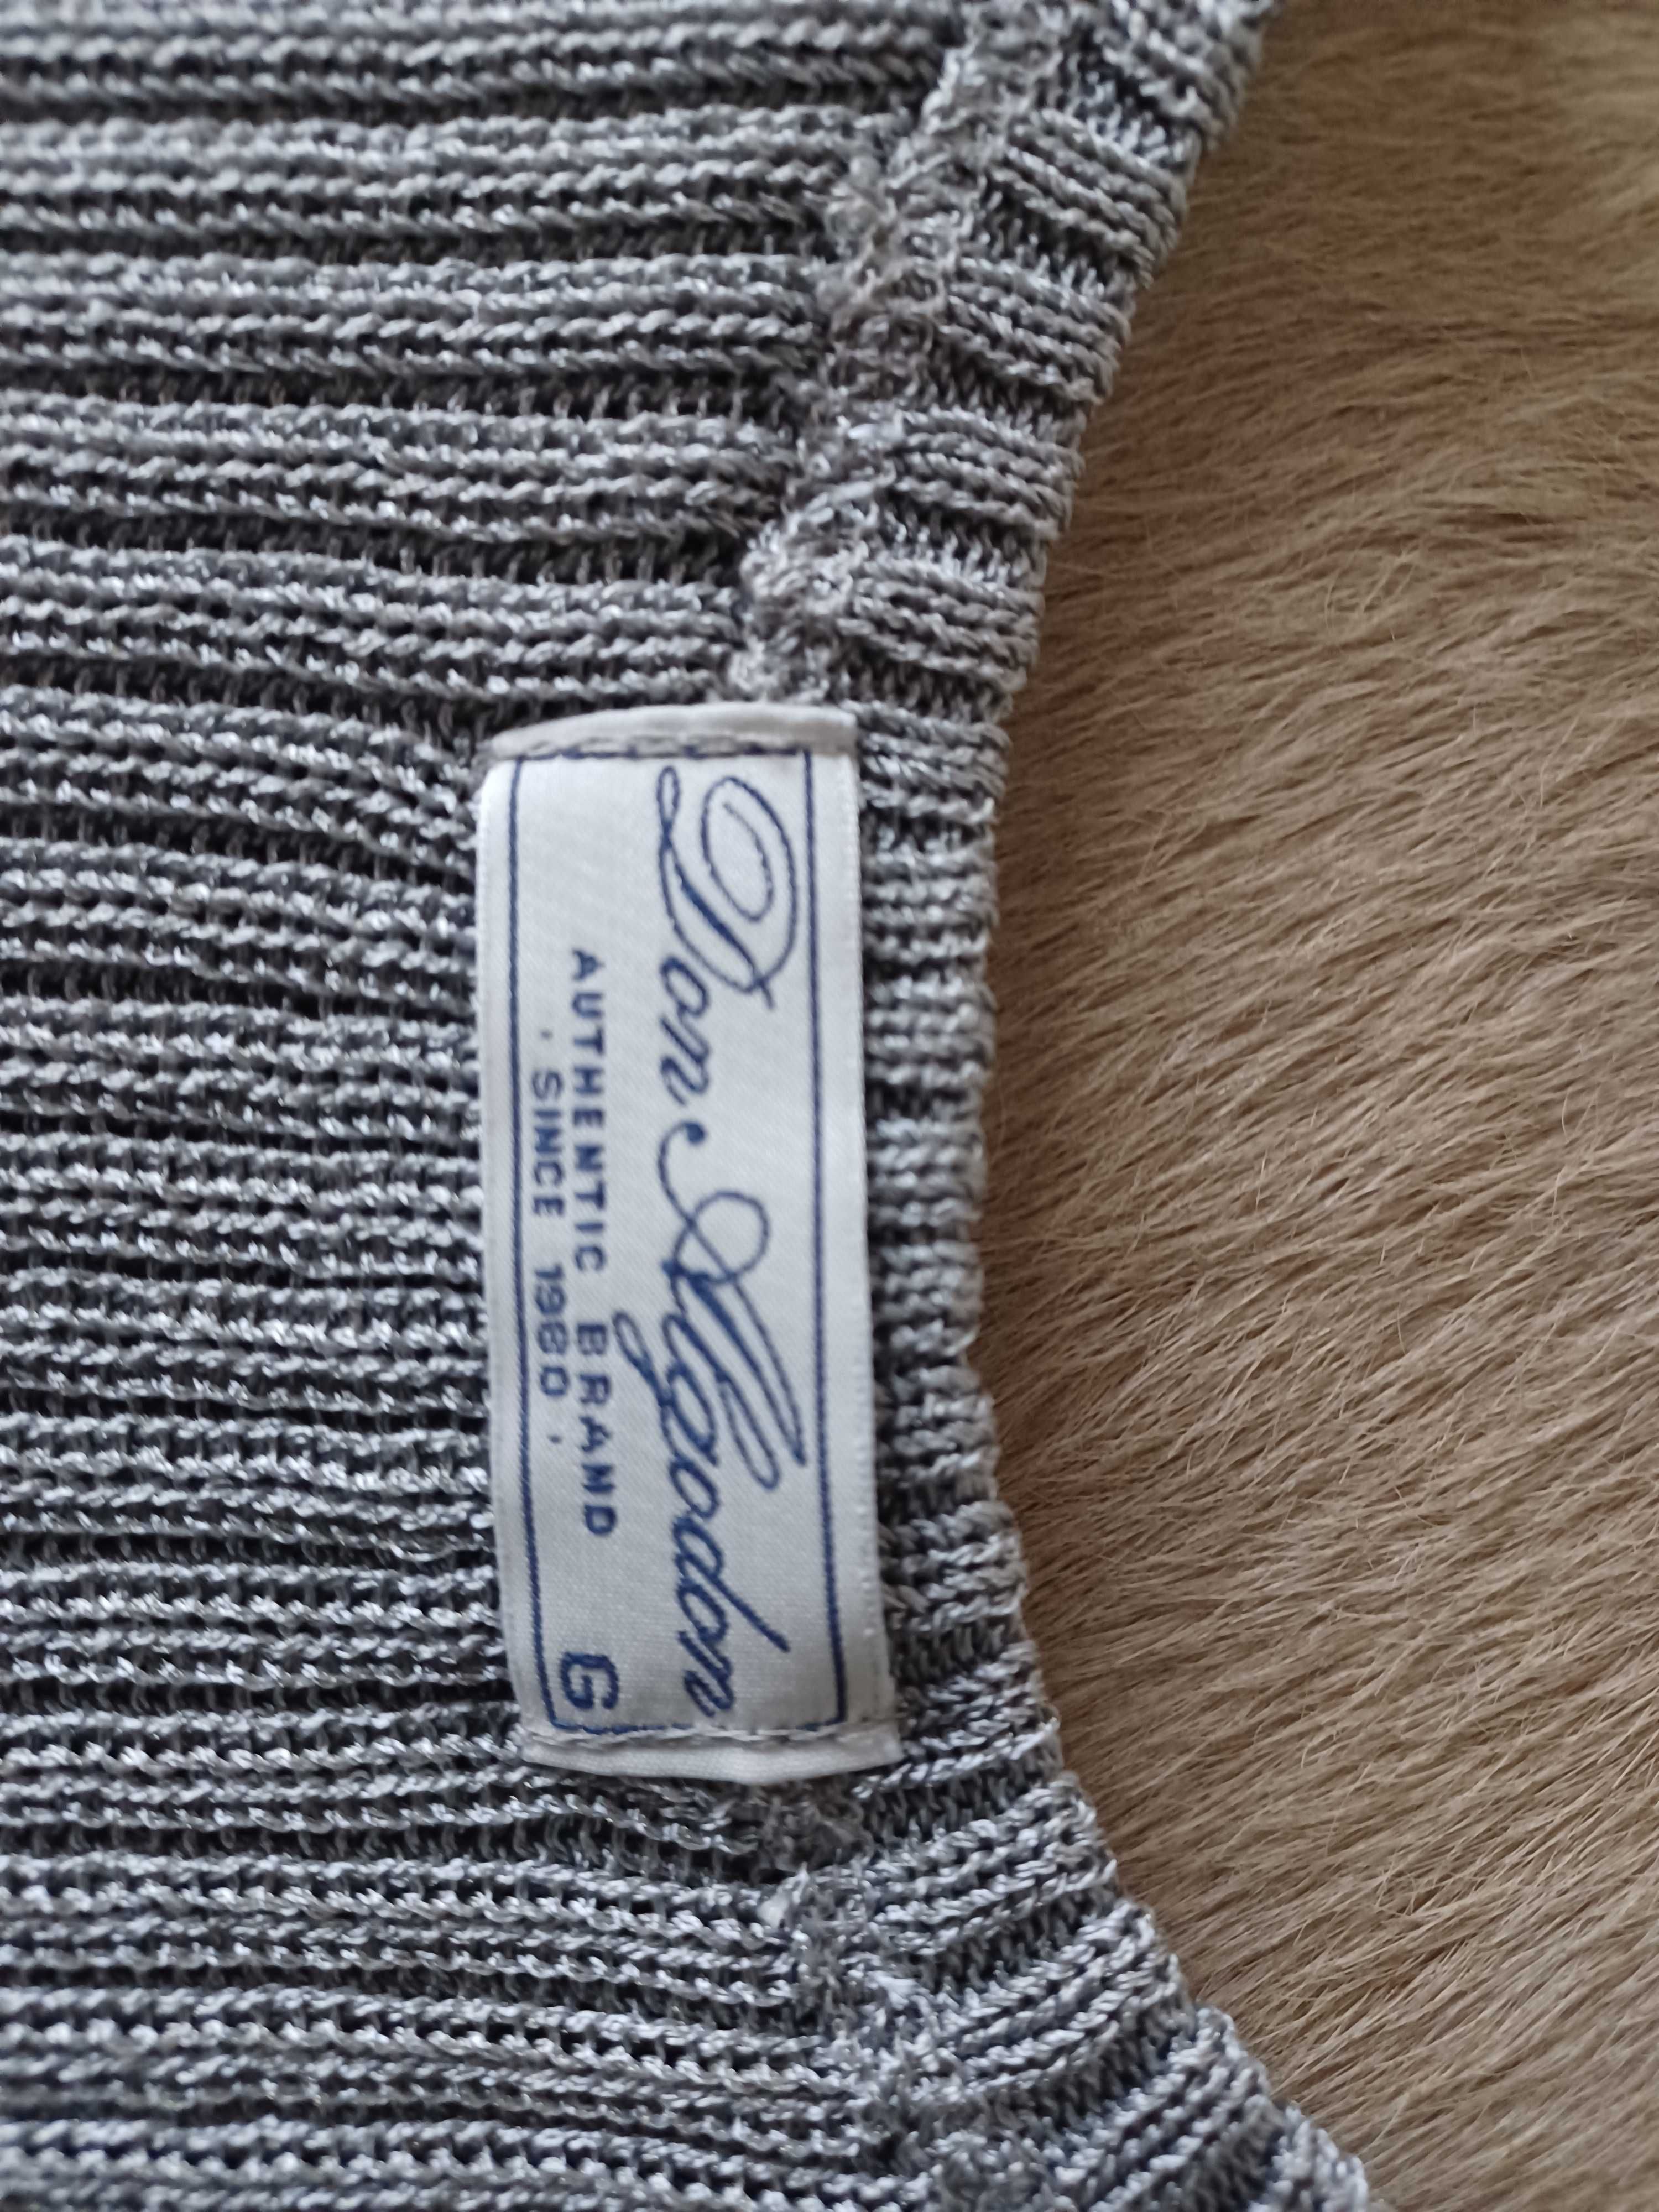 Don Algodon
AUTHENTIC BRAND
· SINCE 1980 ·
G